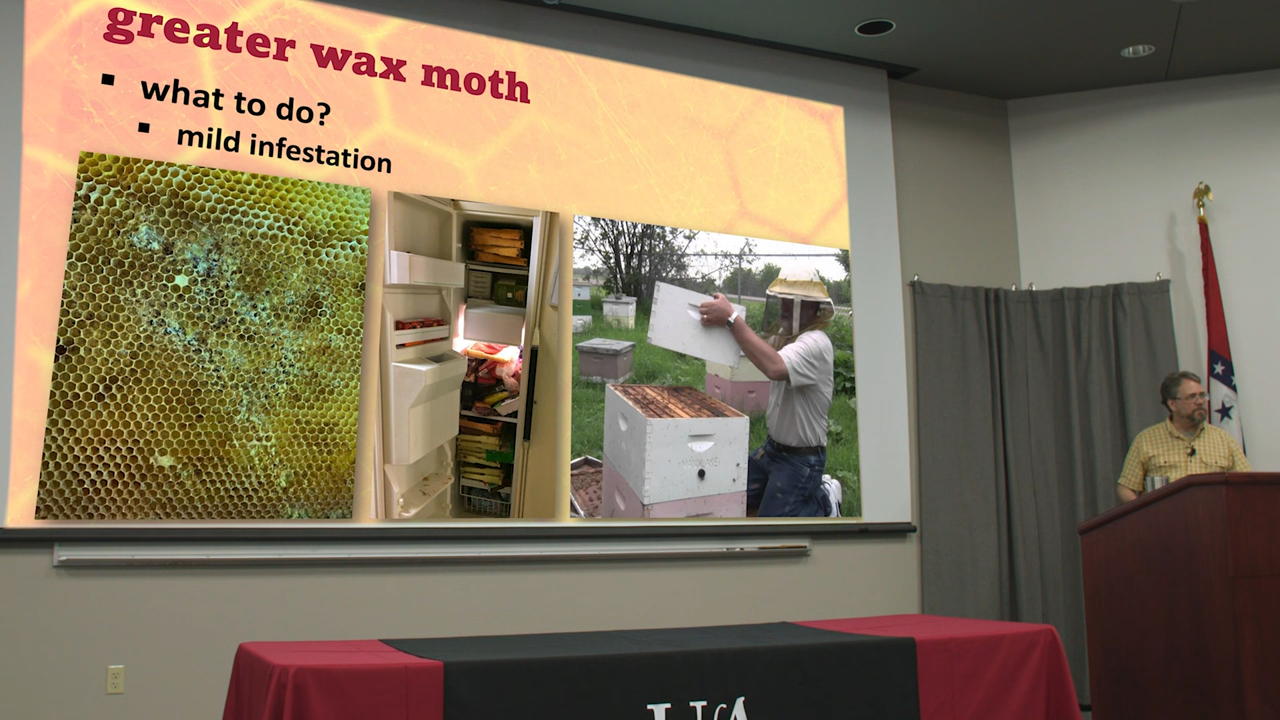 greater wax moth
what to do?
mild infestation